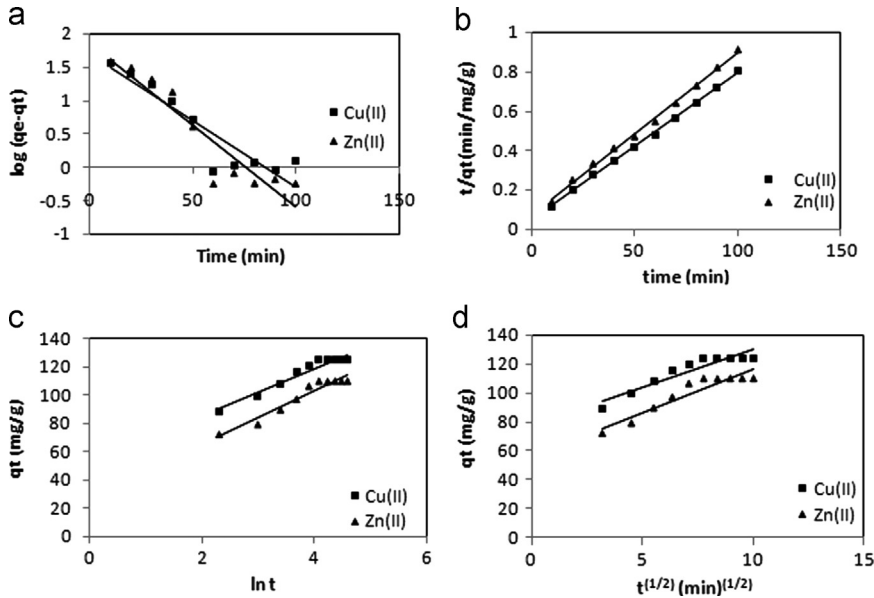 a
2
1.5
1
0.5
0
-0.5
-1
0
50
100
150
log (qe-qt)
Time (min)
Cu(II)
Zn(II)
b
1
0.8
0.6
0.4
0.2
0
0
50
100
150
t/qt (min/mg/g)
time (min)
Cu(II)
Zn(II)
c
140
120
100
80
60
40
20
0
0
2
4
6
qt (mg/g)
ln t
Cu(II)
Zn(II)
d
140
120
100
80
60
40
20
0
0
5
10
15
qt (mg/g)
t(1/2) (min)(1/2)
Cu(II)
Zn(II)